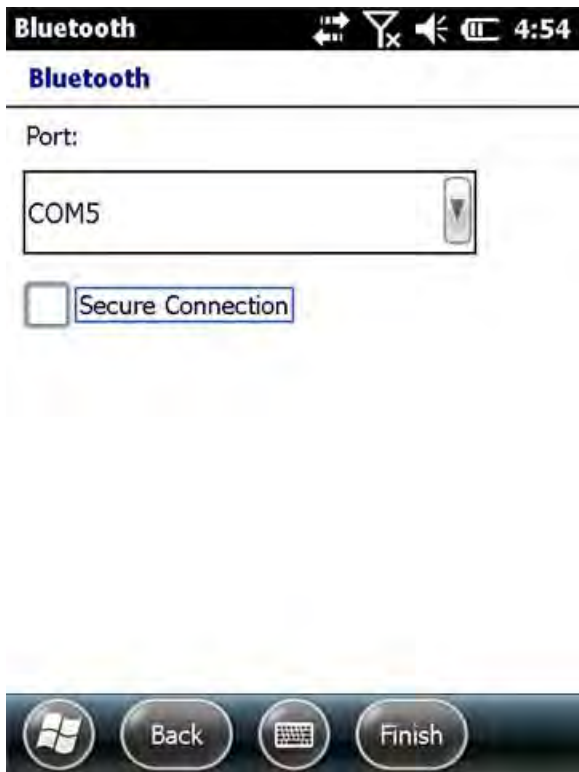 Bluetooth 4:54
Bluetooth
Port:
COM5
Secure Connection
Back Finish